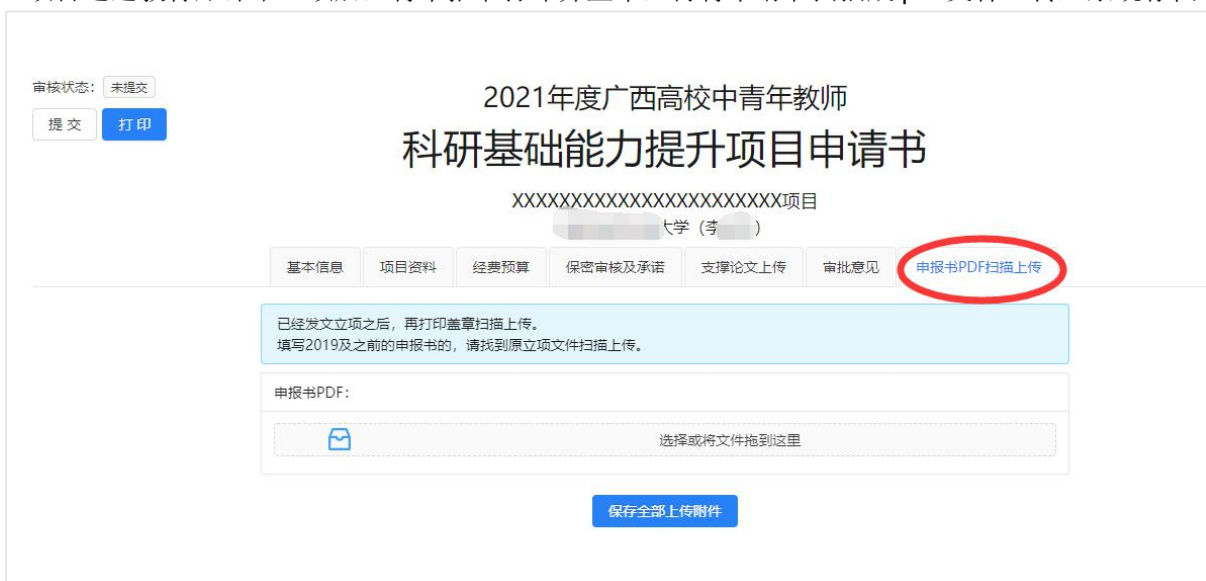 审核状态： 未提交
提 交 打 印
2021年度广西高校中青年教师
科研基础能力提升项目申请书
XXXXXXXXXXXXXXXXXXXXXXXX项目
大学（李 ）
基本信息 项目资料 经费预算 保密审核及承诺 支撑论文上传 审批意见 申报书PDF扫描上传
已经发文立项之后，再打印盖章扫描上传。
填写2019及之前的申报书的，请找到原立项文件扫描上传。
申报书PDF：
选择或将文件拖到这里
保存全部上传附件